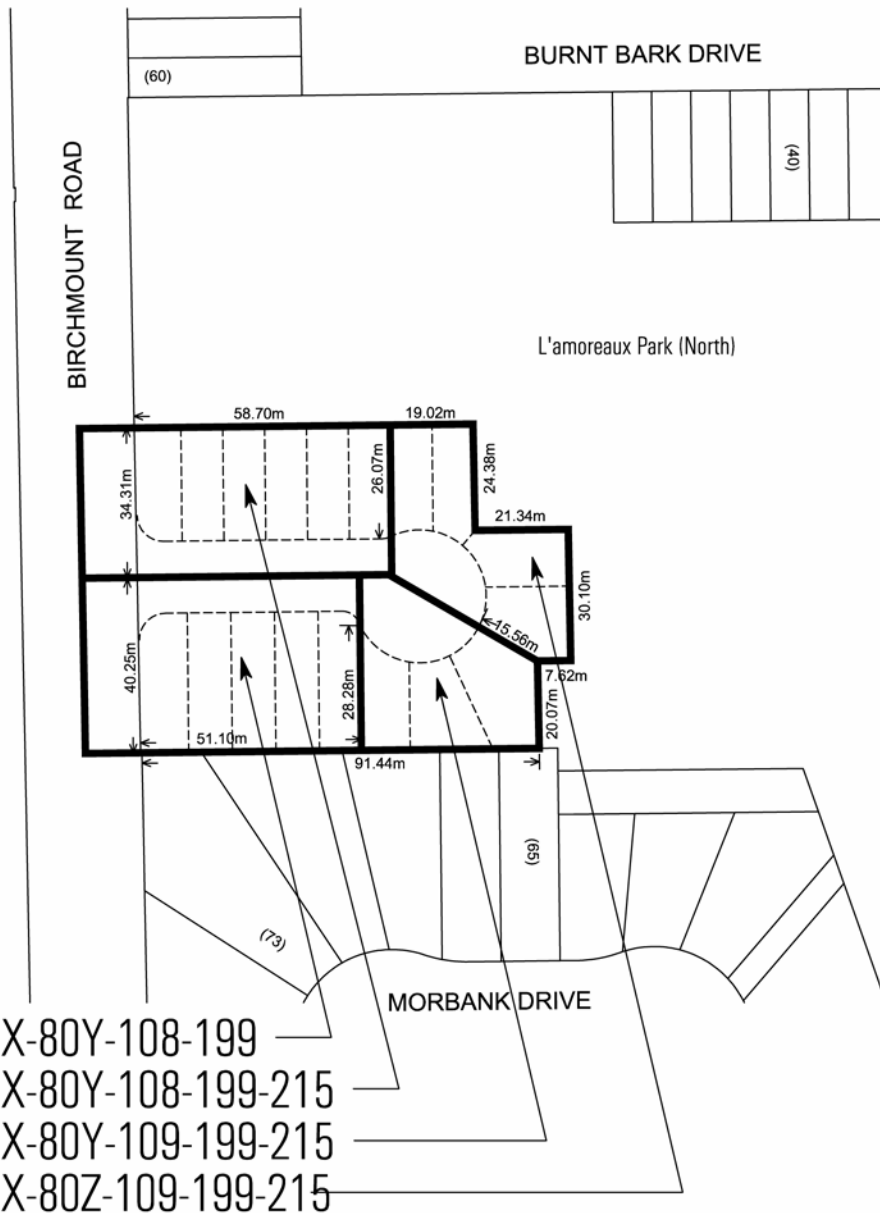 BURNT BARK DRIVE
(60)
(40)
BIRCHMOUNT ROAD
L'amoreaux Park (North)
58.70m
19.02m
34.31m
26.07m
24.38m
21.34m
30.10m
15.56m
7.62m
40.25m
28.28m
20.07m
51.10m
91.44m
(65)
(73)
MORBANK DRIVE
X-80Y-108-199
X-80Y-108-199-215
X-80Y-109-199-215
X-80Z-109-199-215